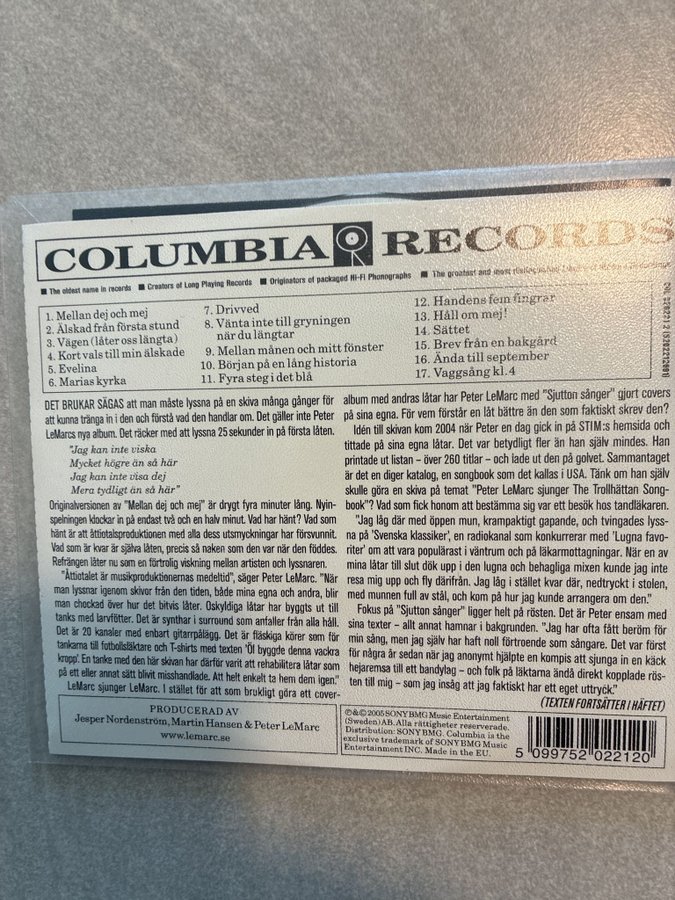 COLUMBIA RECORDS
■ The oldest name in records ■ Creators of Long Playing Records ■ Originators of packaged Hi-Fi Phonographs ■ The greatest and most
1. Mellan dej och mej
2. Älskad från första stund
3. Vägen (låter oss längta)
4. Kort vals till min älskade
5. Evelina
6. Marias kyrka
7. Drivved
8. Vänta inte till gryningen
när du längtar
9. Mellan månen och mitt fönster
10. Början på en lång historia
11. Fyra steg i det blå
12. Handens fem fingrar
13. Håll om mej!
14. Sättet
15. Brev från en bakgård
16. Ända till september
17. Vaggsång kl. 4
DET BRUKAR SÄGAS att man måste lyssna på en skiva många gånger för
att kunna tränga in i den och förstå vad den handlar om. Det gäller inte Peter
LeMarcs nya album. Det räcker med att lyssna 25 sekunder in på första låten.
"Jag kan inte viska
Mycket högre än så här
Jag kan inte visa dej
Mera tydligt än så här"
Originalversionen av "Mellan dej och mej" är drygt fyra minuter lång. Nyin-
spelningen klockar in på endast två och en halv minut. Vad har hänt? Vad som
hänt är att åttiotalsproduktionen med alla dess utsmyckningar har försvunnit.
Vad som är kvar är själva låten, precis så naken som den var när den föddes.
Refrängen låter nu som en förtrolig viskning mellan artisten och lyssnaren.
"Åttiotalet är musikproduktionernas medeltid", säger Peter LeMarc. "När
man lyssnar igenom skivor från den tiden, både mina egna och andra, blir
man chockad över hur det bitvis låter. Oskyldiga låtar har byggts ut till
tanks med larvfötter. Det är synthar i surround som anfaller från alla håll.
Det är 20 kanaler med enbart gitarrpålägg. Det är fläskiga körer som för
tankarna till fotbollsläktare och T-shirts med texten 'Öl byggde denna vackra
kropp'. En tanke med den här skivan har därför varit att rehabilitera låtar som
på ett eller annat sätt blivit misshandlade. Att helt enkelt ta hem dem igen."
LeMarc sjunger LeMarc. I stället för att som brukligt göra ett cover-
album med andras låtar har Peter LeMarc med "Sjutton sånger" gjort covers
på sina egna. För vem förstår en låt bättre än den som faktiskt skrev den?
Idén till skivan kom 2004 när Peter en dag gick in på STIM:s hemsida och
tittade på sina egna låtar. Det var betydligt fler än han själv mindes. Han
printade ut listan – över 260 titlar – och lade ut den på golvet. Sammantaget
är det en diger katalog, en songbook som det kallas i USA. Tänk om han själv
skulle göra en skiva på temat "Peter LeMarc sjunger The Trollhättan Song-
book"? Vad som fick honom att bestämma sig var ett besök hos tandläkaren.
"Jag låg där med öppen mun, krampaktigt gapande, och tvingades lyss-
na på 'Svenska klassiker', en radiokanal som konkurrerar med 'Lugna favo-
riter' om att vara populärast i väntrum och på läkarmottagningar. När en av
mina låtar till slut dök upp i den lugna och behagliga mixen kunde jag inte
resa mig upp och fly därifrån. Jag låg i stället kvar där, nedtryckt i stolen,
med munnen full av stål, och kom på hur jag kunde arrangera om den."
Fokus på "Sjutton sånger" ligger helt på rösten. Det är Peter ensam med
sina texter – allt annat hamnar i bakgrunden. "Jag har ofta fått beröm för
min sång, men jag själv har haft noll förtroende som sångare. Det var först
för några år sedan när jag anonymt hjälpte en kompis att sjunga in en käck
hejaramsa till ett bandylag – och folk på läktarna ändå direkt kopplade rös-
ten till mig – som jag insåg att jag faktiskt har ett eget uttryck."
(TEXTEN FORTSÄTTER I HÄFTET)
PRODUCERAD AV
Jesper Nordenström, Martin Hansen & Peter LeMarc
www.lemarc.se
℗&© 2005 SONY BMG Music Entertainment
(Sweden) AB. Alla rättigheter reserverade.
Distribution: SONY BMG. Columbia is the
exclusive trademark of SONY BMG Music
Entertainment INC. Made in the EU.
5 099752 022120